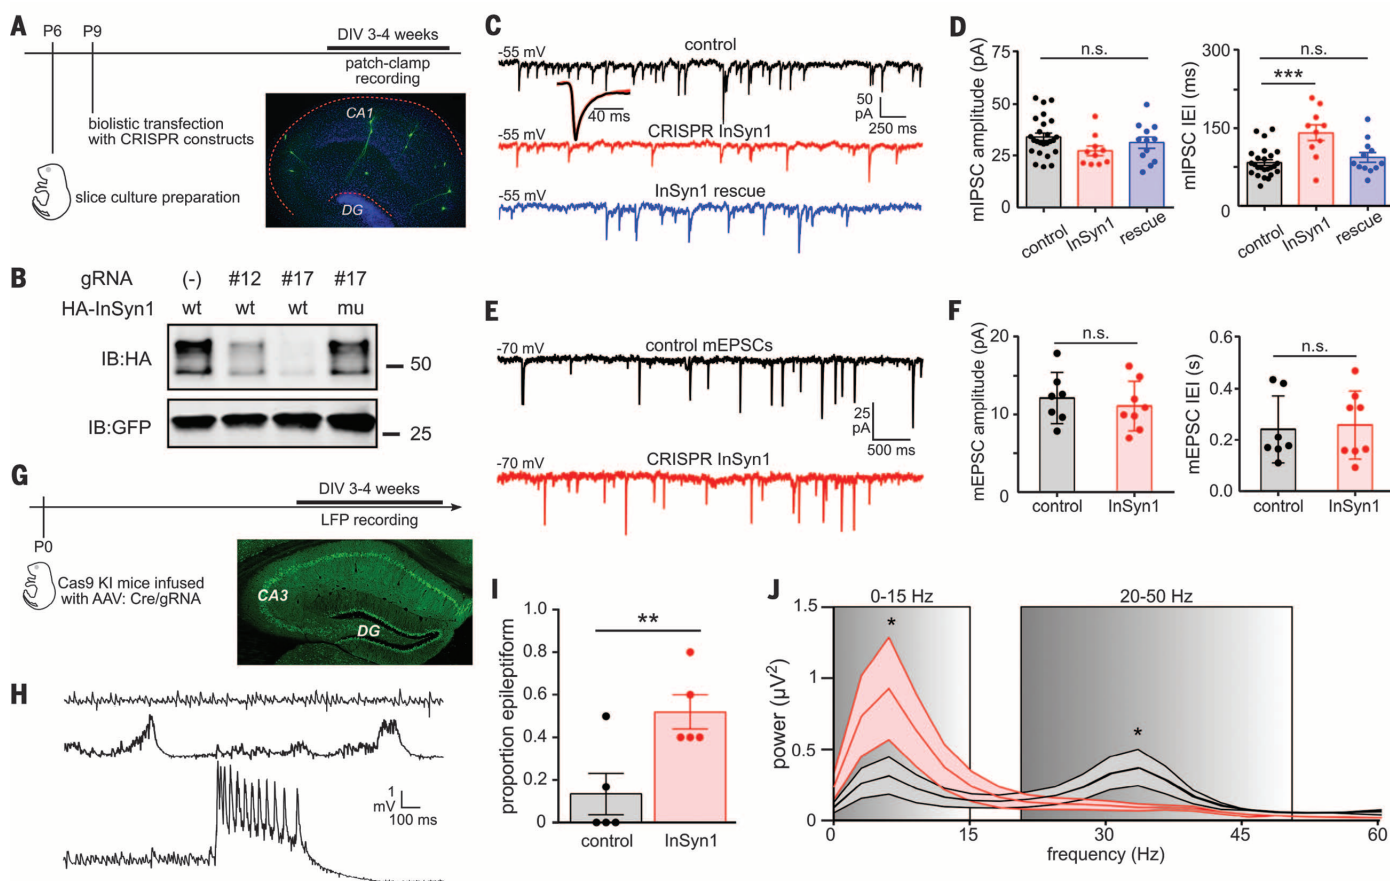 A
P6
P9
DIV 3-4 weeks
patch-clamp
recording
biolistic transfection
with CRISPR constructs
slice culture preparation
CA1
DG
B
gRNA (-) #12 #17 #17
HA-InSyn1 wt wt wt mu
IB:HA
50
IB:GFP
25
C
-55 mV
control
40 ms
50
pA
250 ms
-55 mV
CRISPR InSyn1
-55
InSyn1 rescue
D
mIPSC amplitude (pA)
75
50
25
0
n.s.
control
InSyn1
rescue
mIPSC IEI (ms)
300
150
0
n.s.
***
control
InSyn1
rescue
E
-70 mV
control mEPSCs
25
pA
500 ms
-70 mV
CRISPR InSyn1
F
mEPSC amplitude (pA)
20
10
0
n.s.
control
InSyn1
mEPSC IEI (s)
0.6
0.4
0.2
0.0
n.s.
control
InSyn1
G
DIV 3-4 weeks
LFP recording
P0
Cas9 KI mice infused
with AAV: Cre/gRNA
CA3
DG
H
1
mV
100 ms
I
proportion epileptiform
1.0
0.8
0.6
0.4
0.2
0
**
control
InSyn1
J
0-15 Hz
20-50 Hz
power (µV²)
1.5
1
0.5
0
*
*
0
15
30
45
60
frequency (Hz)